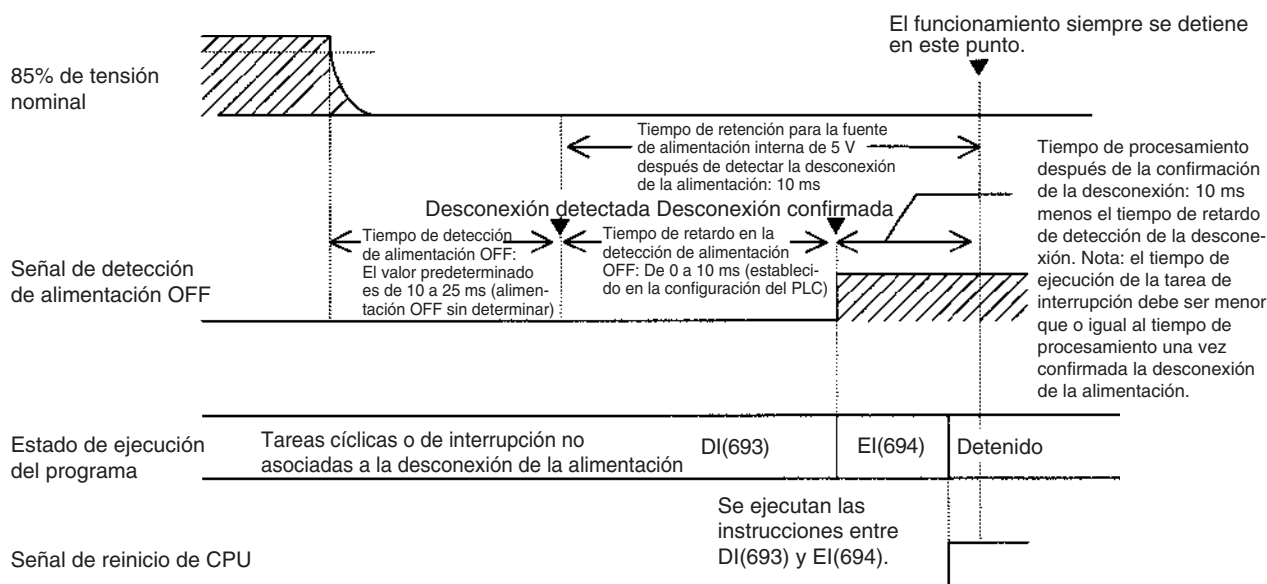 El funcionamiento siempre se detiene
en este punto.
85% de tensión
nominal
Tiempo de retención para la fuente
de alimentación interna de 5 V
después de detectar la desconexión
de la alimentación: 10 ms
Tiempo de procesamiento
después de la confirmación
de la desconexión: 10 ms
menos el tiempo de retardo
de detección de la descone-
xión. Nota: el tiempo de
ejecución de la tarea de
interrupción debe ser menor
que o igual al tiempo de
procesamiento una vez
confirmada la desconexión
de la alimentación.
Desconexión detectada Desconexión confirmada
Tiempo de detección
de alimentación OFF:
El valor predeterminado
es de 10 a 25 ms (alimen-
tación OFF sin determinar)
Tiempo de retardo en la
detección de alimentación
OFF: De 0 a 10 ms (estableci-
do en la configuración del PLC)
Señal de detección
de alimentación OFF
Estado de ejecución
del programa
Tareas cíclicas o de interrupción no
asociadas a la desconexión de la alimentación
DI(693)
EI(694)
Detenido
Se ejecutan las
instrucciones entre
DI(693) y EI(694).
Señal de reinicio de CPU